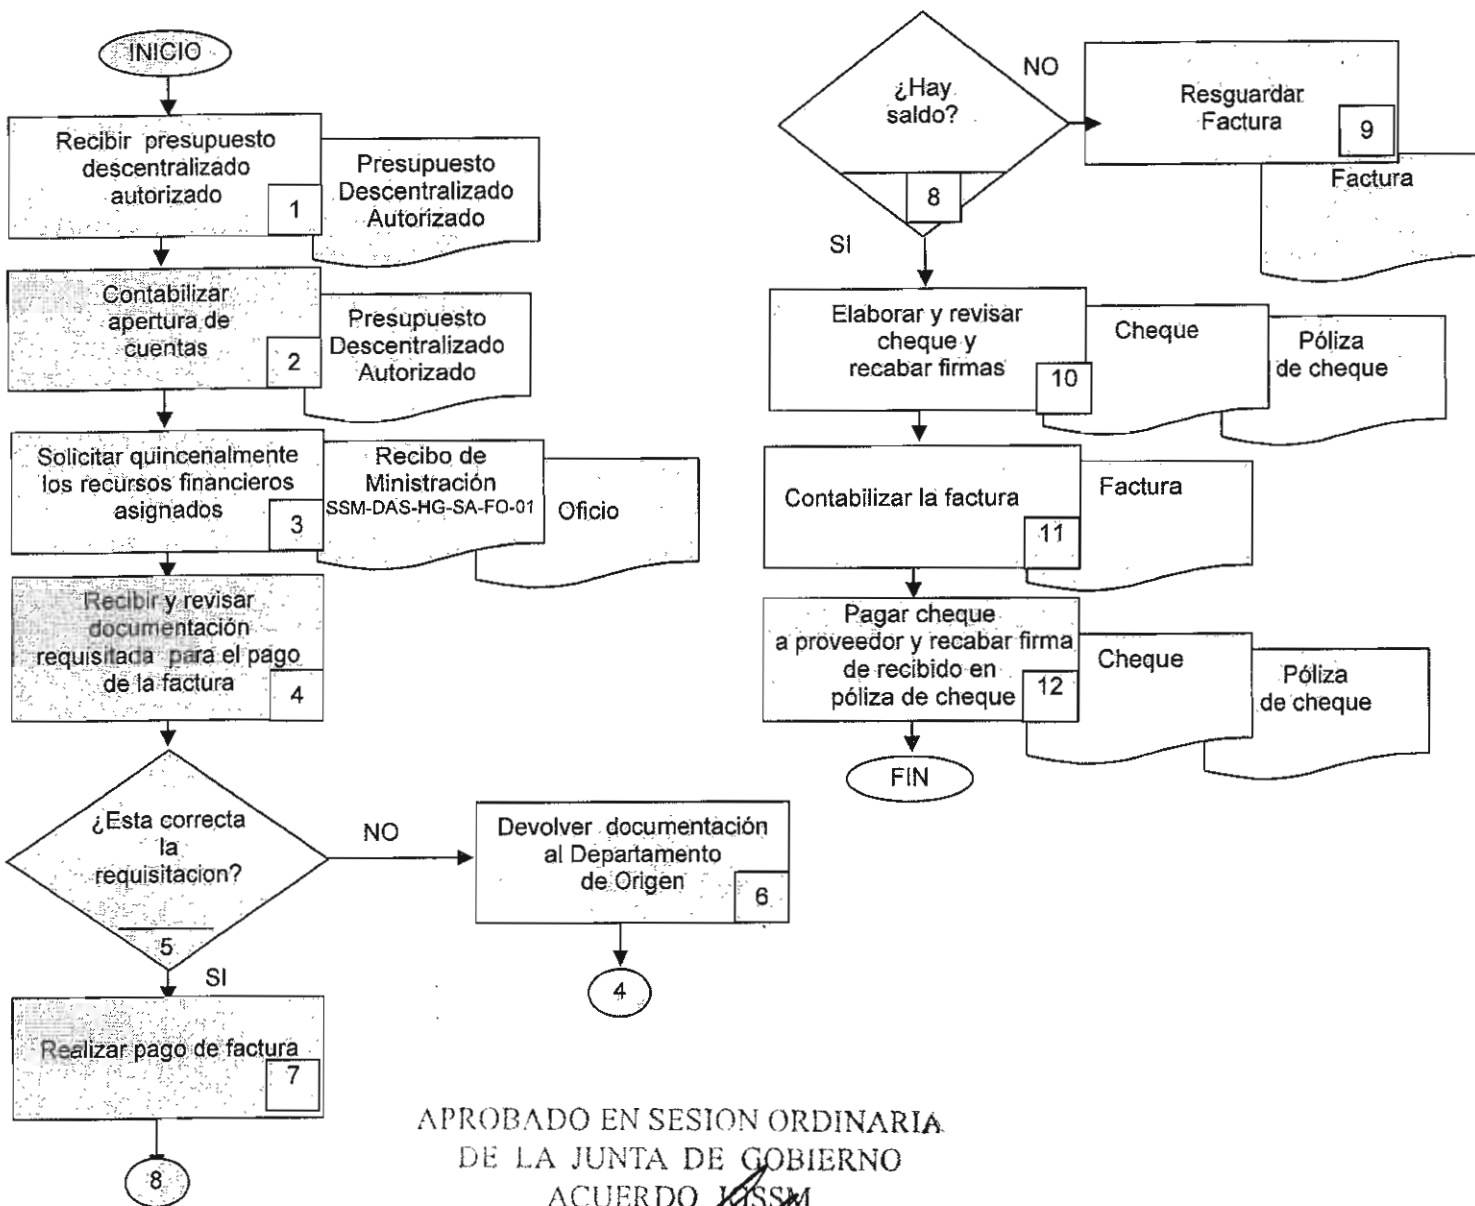 INICIO
Recibir presupuesto
descentralizado
autorizado
1
Presupuesto
Descentralizado
Autorizado
Contabilizar
apertura de
cuentas
2
Presupuesto
Descentralizado
Autorizado
Solicitar quincenalmente
los recursos financieros
asignados
3
Recibo de
Ministración
SSM-DAS-HG-SA-FO-01
Oficio
Recibir y revisar
documentación
requisitada para el pago
de la factura
4
¿Esta correcta
la
requisitacion?
5
NO
Devolver documentación
al Departamento
de Origen
6
4
SI
Realizar pago de factura
7
8
¿Hay
saldo?
8
NO
Resguardar
Factura
9
Factura
SI
Elaborar y revisar
cheque y
recabar firmas
10
Cheque
Póliza
de cheque
Contabilizar la factura
11
Factura
Pagar cheque
a proveedor y recabar firma
de recibido en
póliza de cheque
12
Cheque
Póliza
de cheque
FIN
APROBADO EN SESION ORDINARIA
DE LA JUNTA DE GOBIERNO
ACUERDO